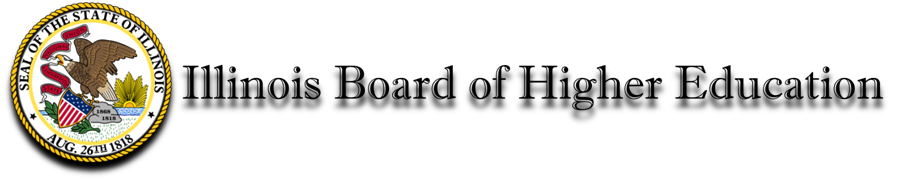 SEAL OF THE STATE OF ILLINOIS
Illinois Board of Higher Education
1868
1818
AUG. 26TH 1818